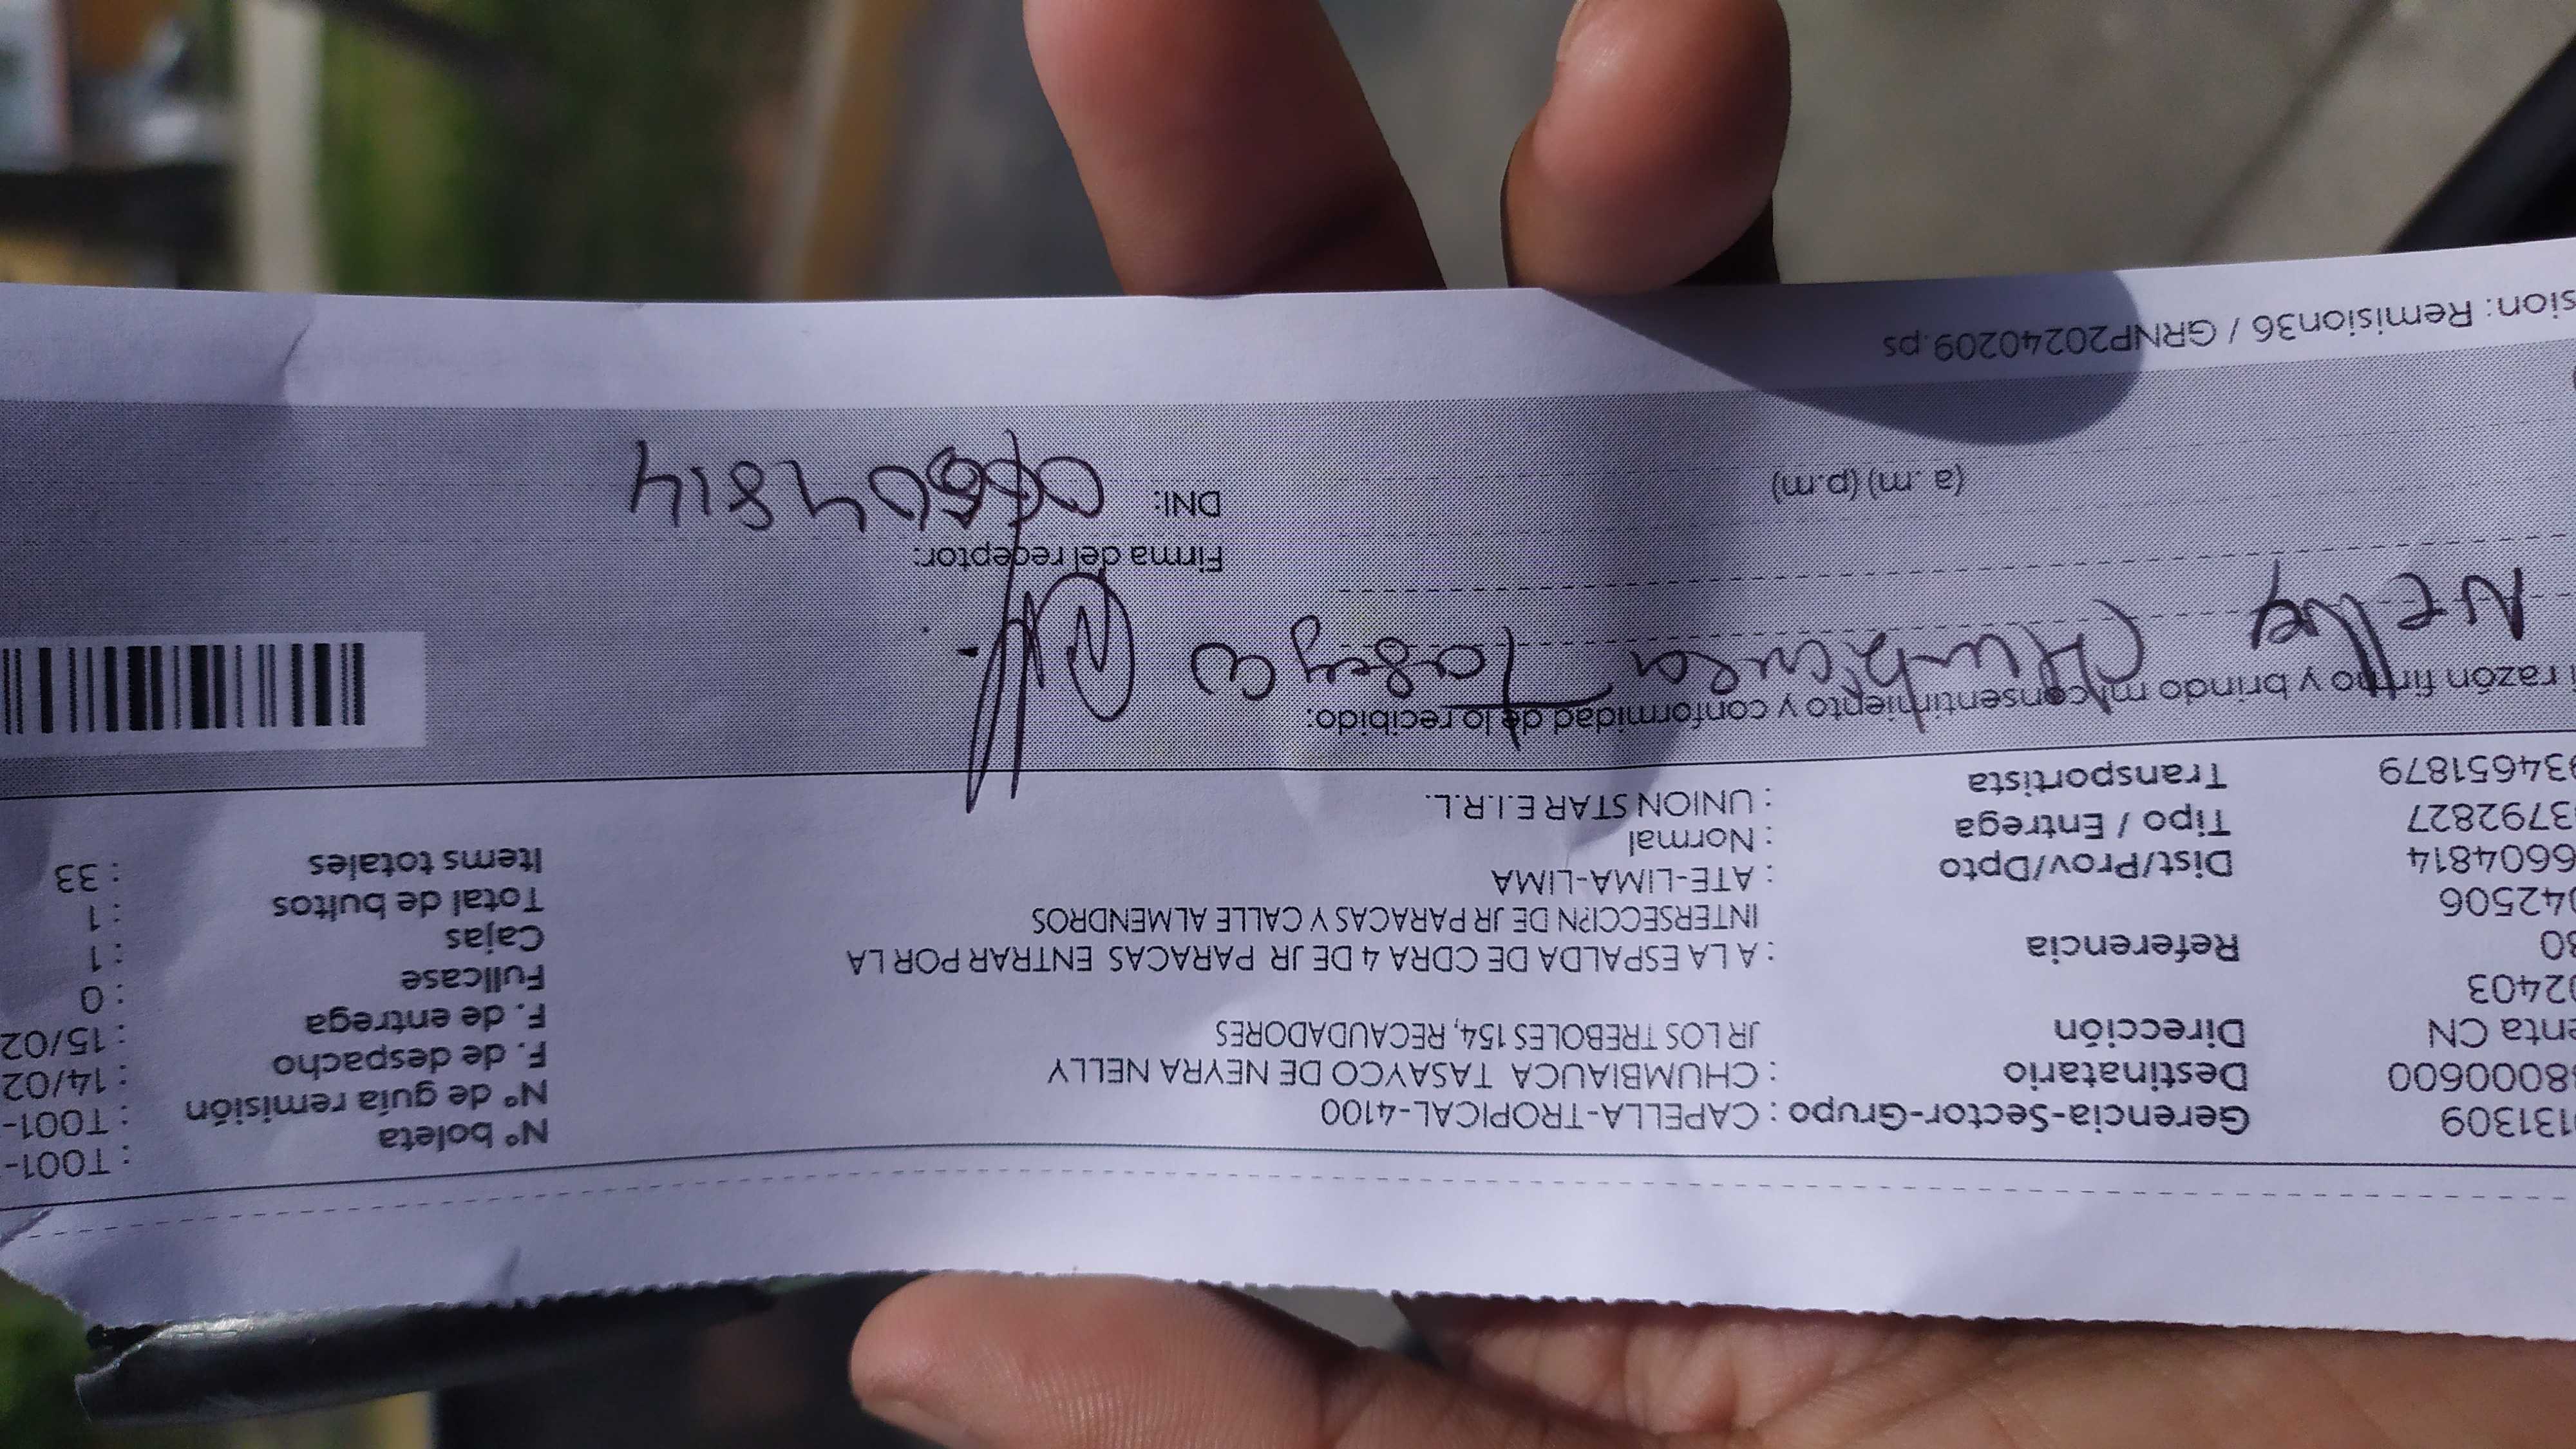 131309 Gerencia-Sector-Grupo : CAPELLA-TROPICAL-4100 Nº boleta : T001-
8000600 Destinatario : CHUMBIAUCA TASAYCO DE NEYRA NELLY Nº de guía remisión : T001-
enta CN Dirección JR LOS TREBOLES 154, RECAUDADORES F. de despacho : 14/02
02403 F. de entrega : 15/02
80 Referencia : A LA ESPALDA DE CDRA 4 DE JR PARACAS ENTRAR POR LA Fullcase : 0
042506 INTERSECCI?N DE JR PARACAS Y CALLE ALMENDROS Cajas : 1
6604814 Dist/Prov/Dpto : ATE-LIMA-LIMA Total de bultos : 1
3792827 Tipo / Entrega : Normal Items totales : 33
934651879 Transportista : UNION STAR E.I.R.L.
razón firmo y brindo mi consentimiento y conformidad de lo recibido:
Nelly Chumbiauca Tasayco
Firma del receptor:
DNI: 06604814
(a .m) (p.m)
sion: Remision36 / GRNP20240209.ps